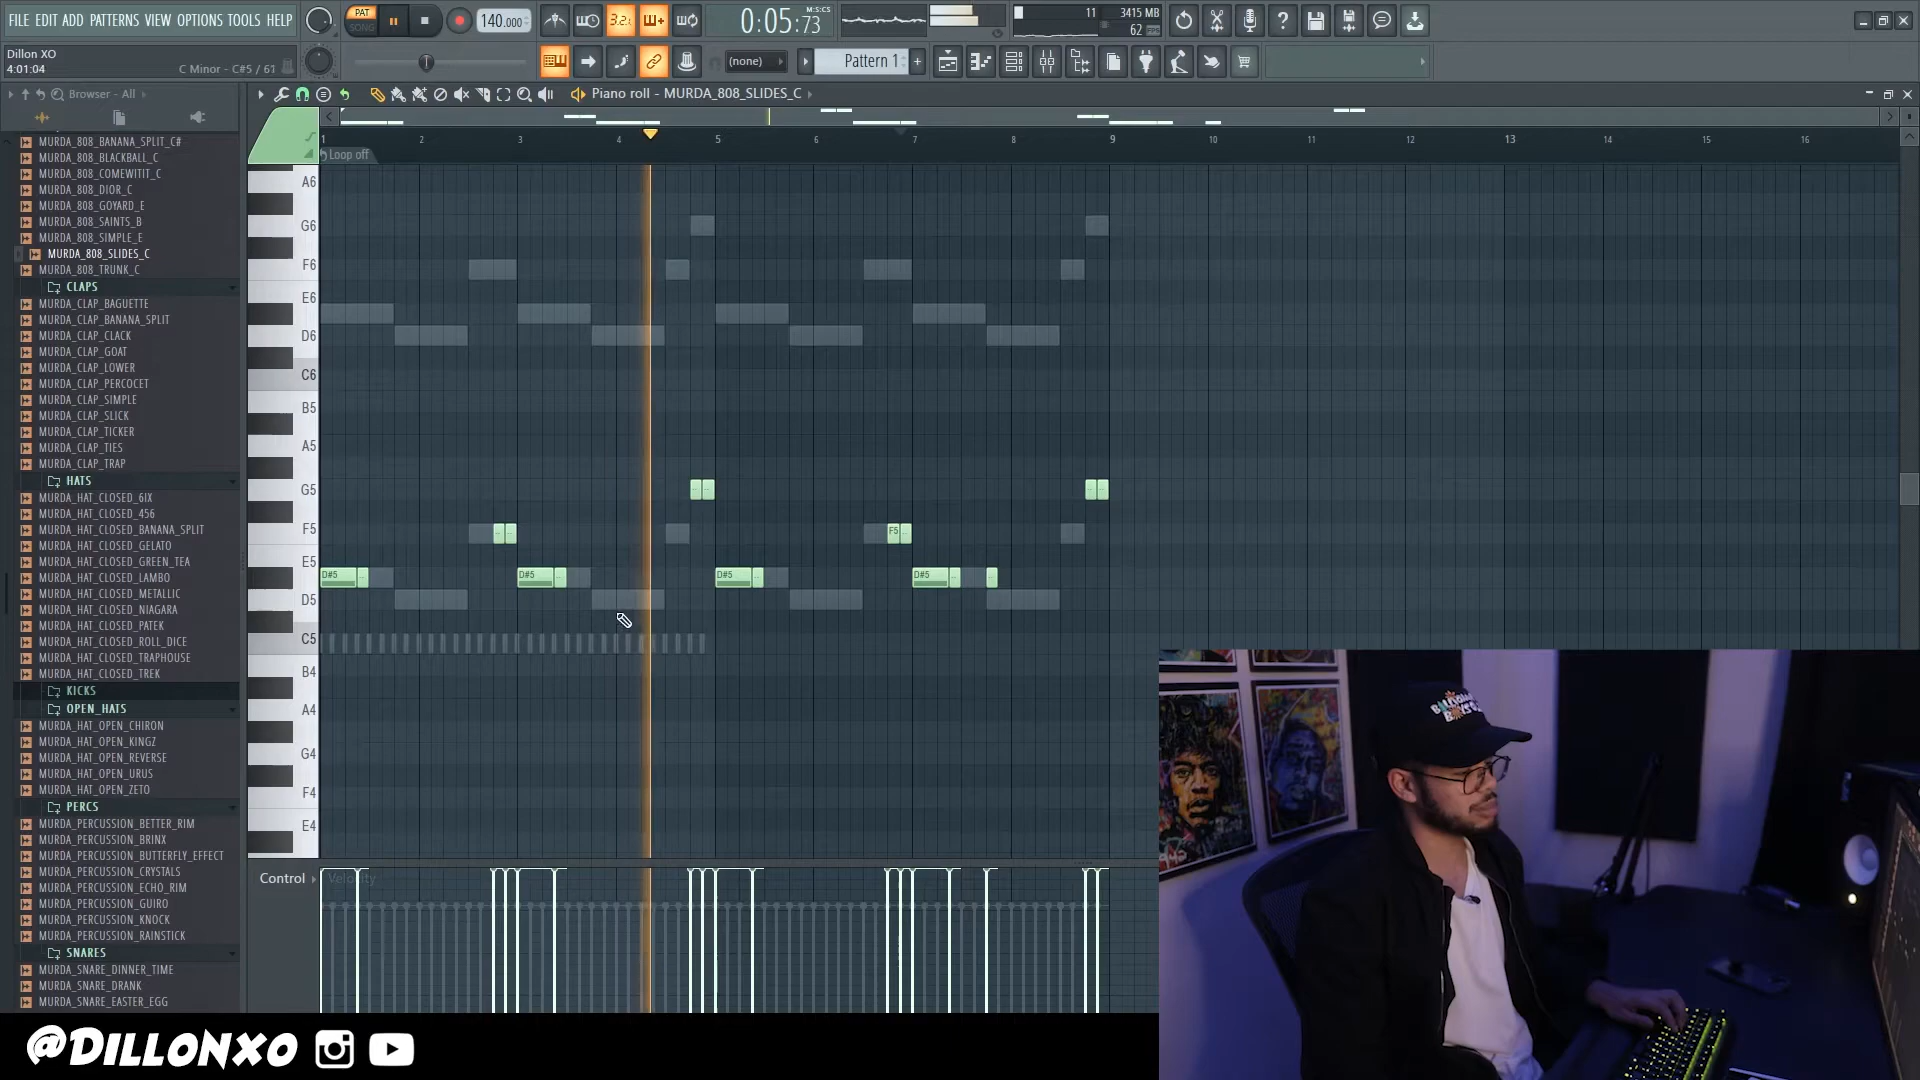 FILE EDIT ADD PATTERNS VIEW OPTIONS TOOLS HELP
PAT
SONG
140.000
3.2
0:05:73
M:S:CS
11
3415 MB
62
Dillon XO
4:01:04
C Minor - C#5 / 61
(none)
Pattern 1
+
Browser - All
Piano roll - MURDA_808_SLIDES_C
1 2 3 4 5 6 7 8 9 10 11 12 13 14 15 16
Loop off
MURDA_808_BANANA_SPLIT_C#
MURDA_808_BLACKBALL_C
MURDA_808_COMEWITIT_C
MURDA_808_DIOR_C
MURDA_808_GOYARD_E
MURDA_808_SAINTS_B
MURDA_808_SIMPLE_E
MURDA_808_SLIDES_C
MURDA_808_TRUNK_C
CLAPS
MURDA_CLAP_BAGUETTE
MURDA_CLAP_BANANA_SPLIT
MURDA_CLAP_CLACK
MURDA_CLAP_GOAT
MURDA_CLAP_LOWER
MURDA_CLAP_PERCOCET
MURDA_CLAP_SIMPLE
MURDA_CLAP_SLICK
MURDA_CLAP_TICKER
MURDA_CLAP_TIES
MURDA_CLAP_TRAP
HATS
MURDA_HAT_CLOSED_6IX
MURDA_HAT_CLOSED_456
MURDA_HAT_CLOSED_BANANA_SPLIT
MURDA_HAT_CLOSED_GELATO
MURDA_HAT_CLOSED_GREEN_TEA
MURDA_HAT_CLOSED_LAMBO
MURDA_HAT_CLOSED_METALLIC
MURDA_HAT_CLOSED_NIAGARA
MURDA_HAT_CLOSED_PATEK
MURDA_HAT_CLOSED_ROLL_DICE
MURDA_HAT_CLOSED_TRAPHOUSE
MURDA_HAT_CLOSED_TREK
KICKS
OPEN_HATS
MURDA_HAT_OPEN_CHIRON
MURDA_HAT_OPEN_KINGZ
MURDA_HAT_OPEN_REVERSE
MURDA_HAT_OPEN_URUS
MURDA_HAT_OPEN_ZETO
PERCS
MURDA_PERCUSSION_BETTER_RIM
MURDA_PERCUSSION_BRINX
MURDA_PERCUSSION_BUTTERFLY_EFFECT
MURDA_PERCUSSION_CRYSTALS
MURDA_PERCUSSION_ECHO_RIM
MURDA_PERCUSSION_GUIRO
MURDA_PERCUSSION_KNOCK
MURDA_PERCUSSION_RAINSTICK
SNARES
MURDA_SNARE_DINNER_TIME
MURDA_SNARE_DRANK
MURDA_SNARE_EASTER_EGG
A6
G6
F6
E6
D6
C6
B5
A5
G5
F5
F5
E5
D#5 D#5 D#5 D#5
D5
C5
B4
A4
G4
F4
E4
Control
Velocity
@DILLONXO